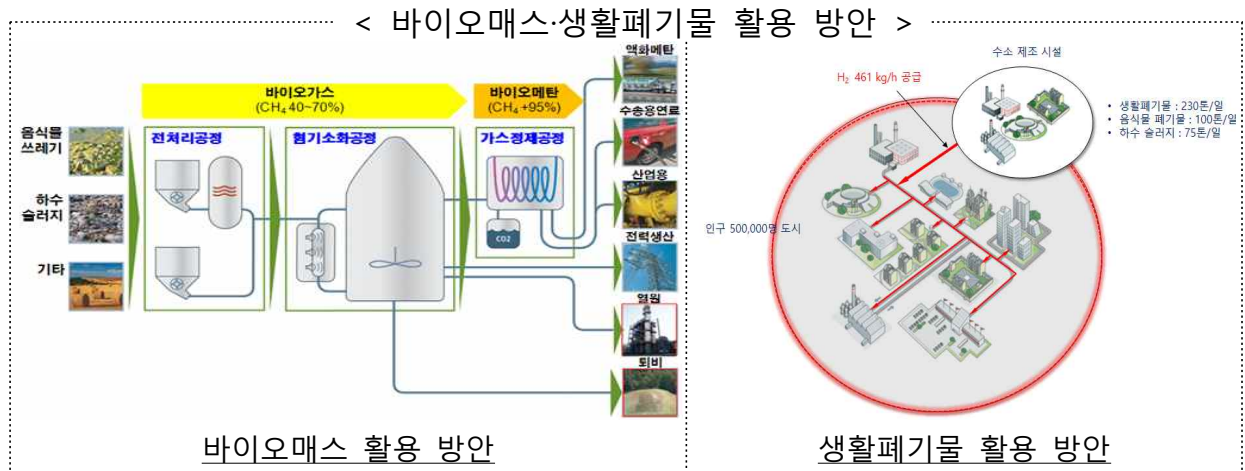 < 바이오매스·생활폐기물 활용 방안 >
바이오가스
(CH₄ 40~70%)
바이오메탄
(CH₄ +95%)
음식물
쓰레기
하수
슬러지
기타
전처리공정
혐기소화공정
가스정제공정
CO2
액화메탄
수송용연료
산업용
전력생산
열원
퇴비
바이오매스 활용 방안
수소 제조 시설
H₂ 461 kg/h 공급
• 생활폐기물 : 230톤/일
• 음식물 폐기물 : 100톤/일
• 하수 슬러지 : 75톤/일
인구 500,000명 도시
생활폐기물 활용 방안